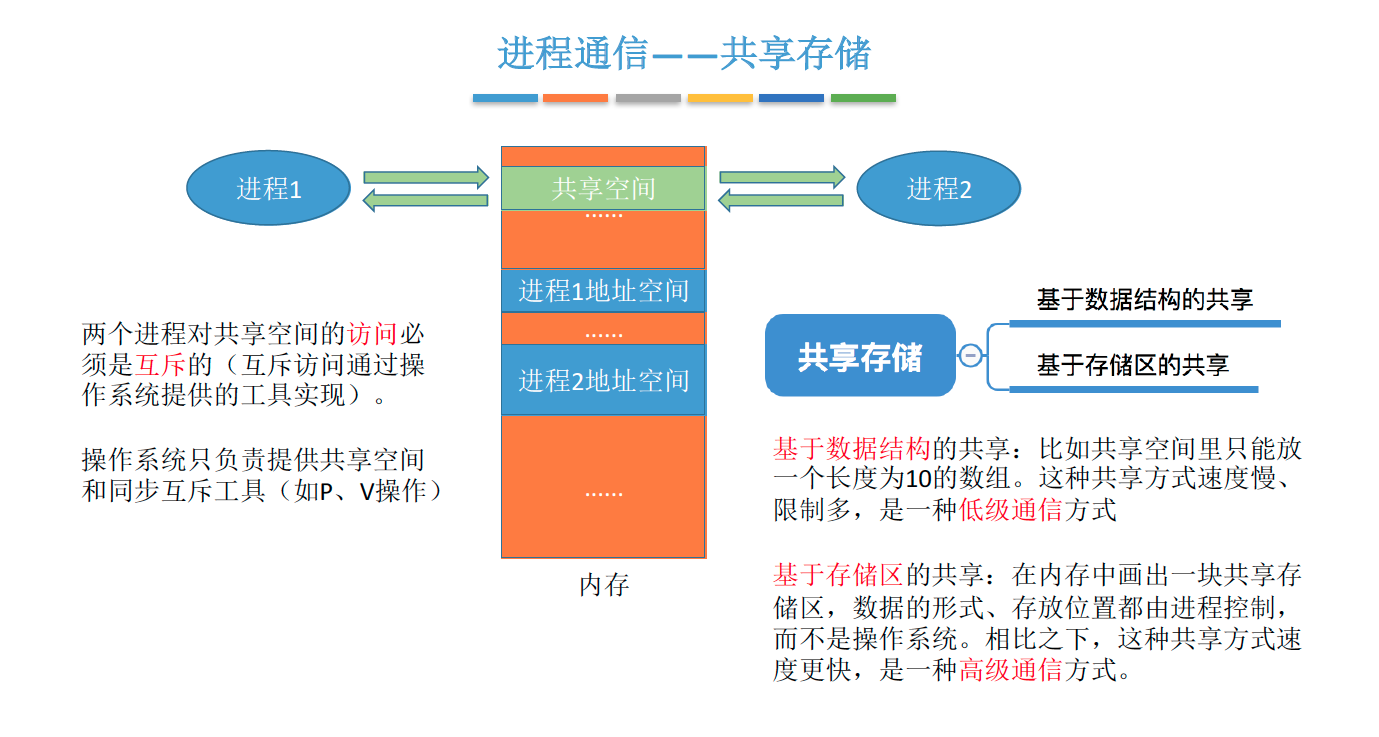 进程通信——共享存储
进程1
共享空间
进程2
……
进程1地址空间
……
进程2地址空间
……
内存
两个进程对共享空间的访问必
须是互斥的（互斥访问通过操
作系统提供的工具实现）。
操作系统只负责提供共享空间
和同步互斥工具（如P、V操作）
共享存储
基于数据结构的共享
基于存储区的共享
基于数据结构的共享：比如共享空间里只能放
一个长度为10的数组。这种共享方式速度慢、
限制多，是一种低级通信方式
基于存储区的共享：在内存中画出一块共享存
储区，数据的形式、存放位置都由进程控制，
而不是操作系统。相比之下，这种共享方式速
度更快，是一种高级通信方式。